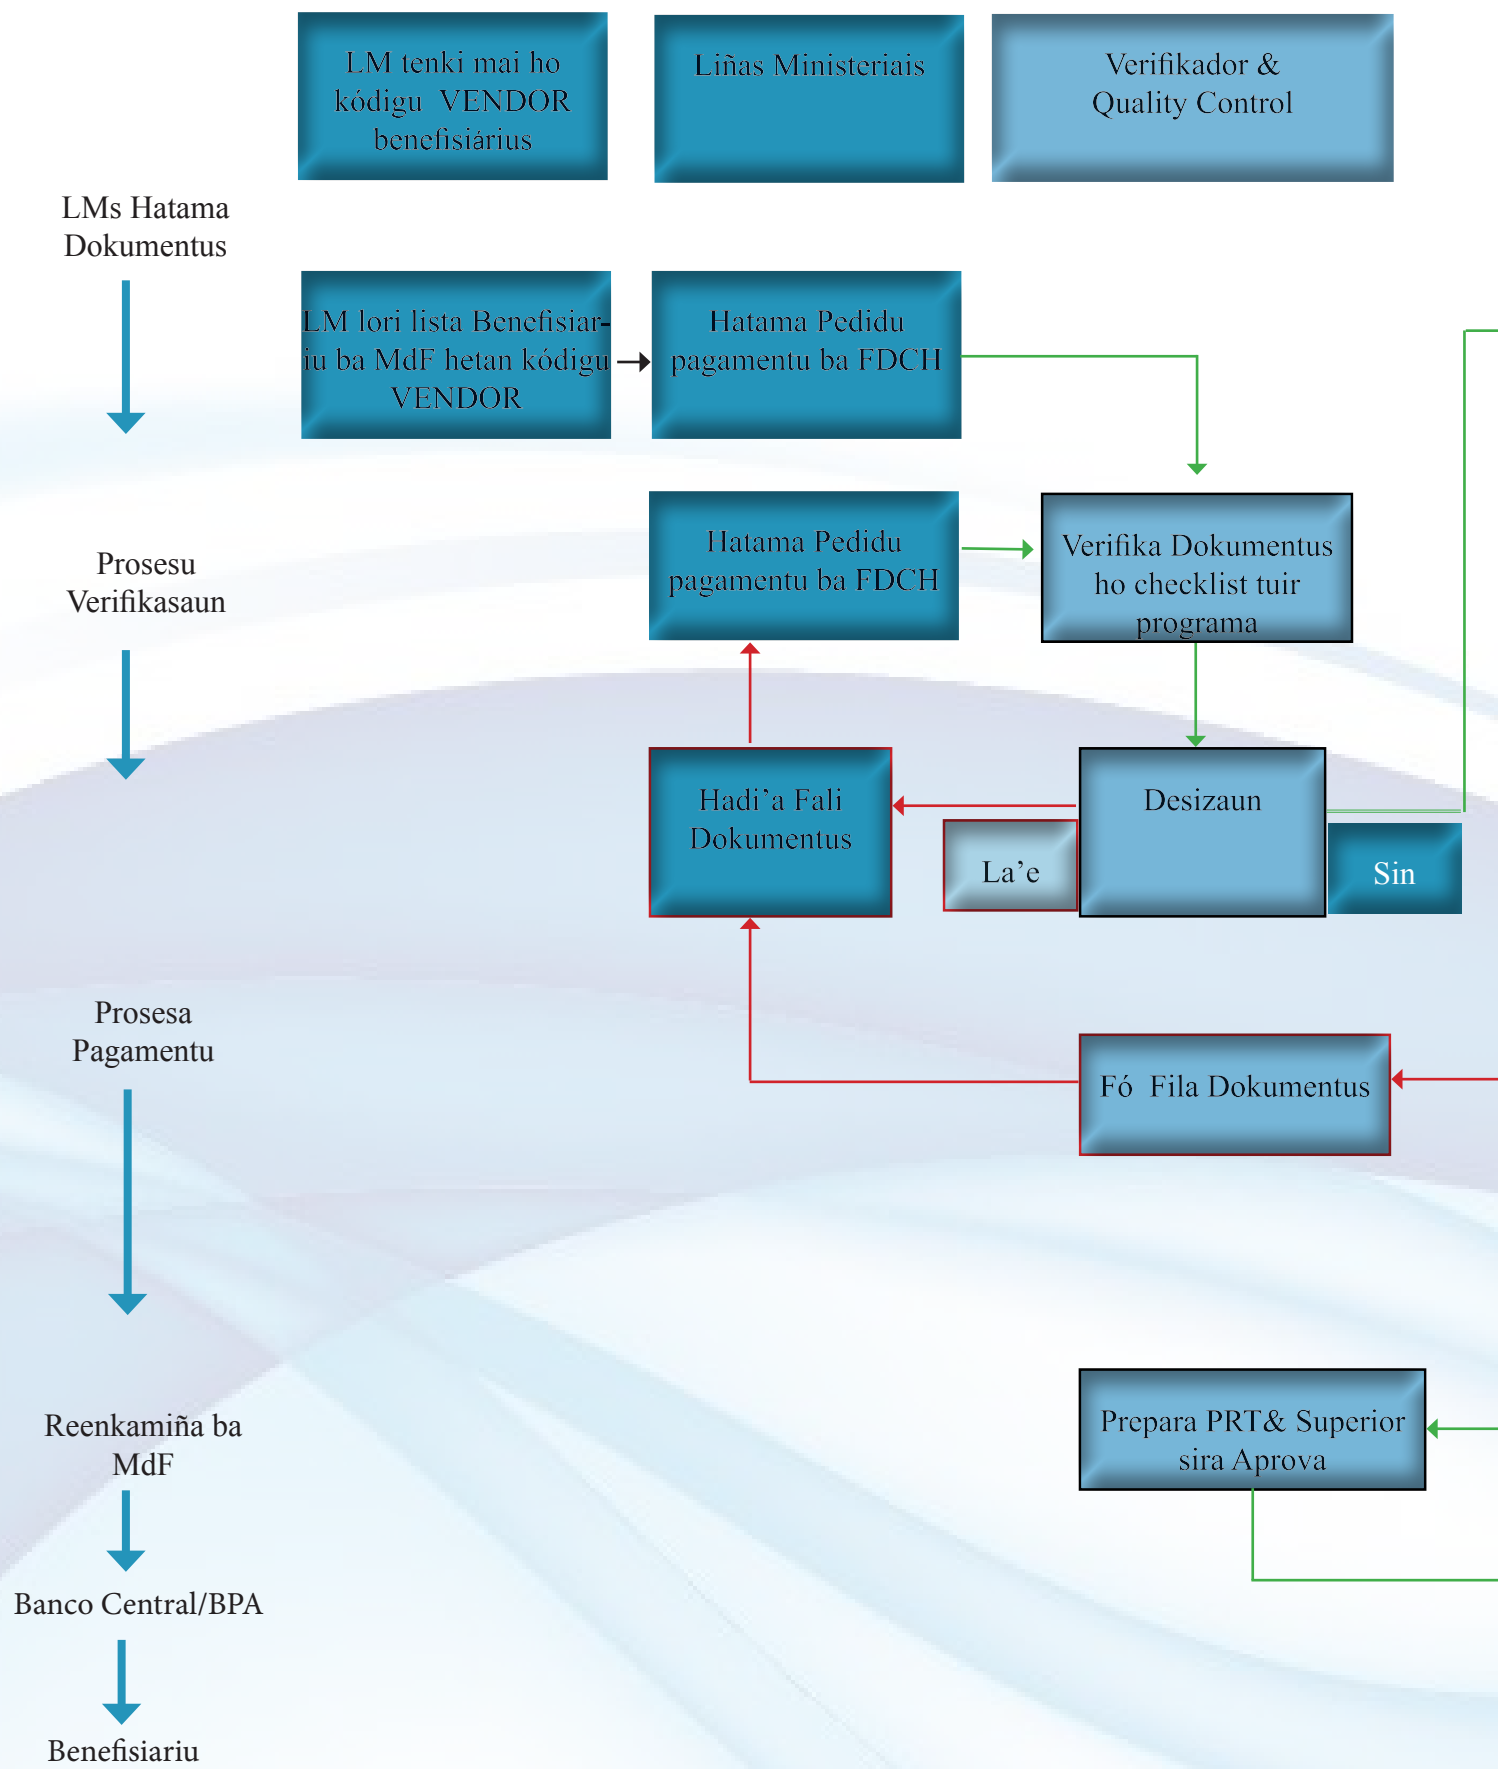 LM tenki mai ho
kódigu VENDOR
benefisiárius
Liñas Ministeriais
Verifikador &
Quality Control
LMs Hatama
Dokumentus
LM lori lista Benefisiar-
iu ba MdF hetan kódigu
VENDOR
Hatama Pedidu
pagamentu ba FDCH
Prosesu
Verifikasaun
Hatama Pedidu
pagamentu ba FDCH
Verifika Dokumentus
ho checklist tuir
programa
Hadi’a Fali
Dokumentus
La’e
Desizaun
Sin
Prosesa
Pagamentu
Fó Fila Dokumentus
Reenkamiña ba
MdF
Prepara PRT& Superior
sira Aprova
Banco Central/BPA
Benefisiariu